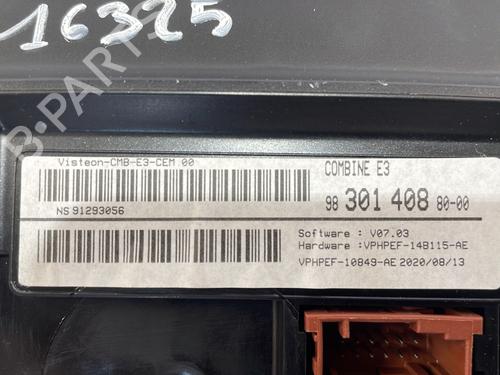 16325
B-PARTS
Visteon-CMB-E3-CEM.00
NS 91293056
COMBINE E3
98 301 408 80-00
Software : V07.03
Hardware :VPHPEF-14B115-AE
VPHPEF-10849-AE 2020/08/13